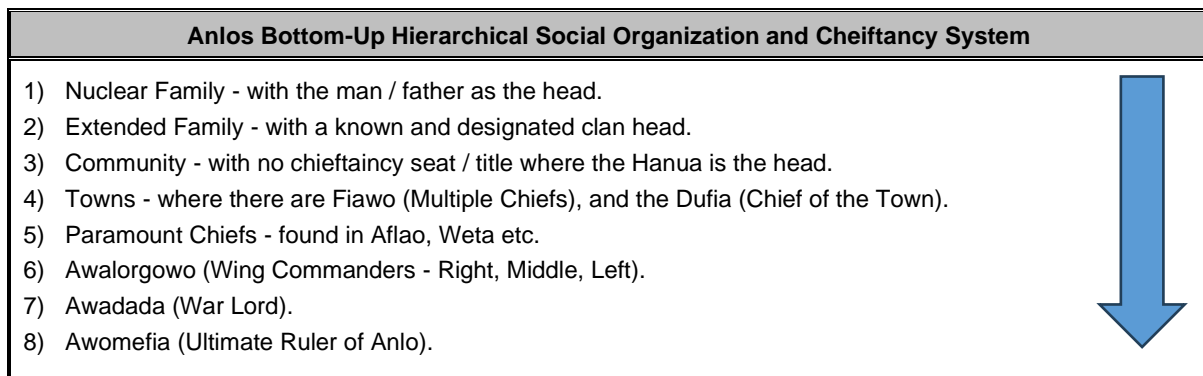 Anlos Bottom-Up Hierarchical Social Organization and Cheiftancy System
1) Nuclear Family - with the man / father as the head.
2) Extended Family - with a known and designated clan head.
3) Community - with no chieftaincy seat / title where the Hanua is the head.
4) Towns - where there are Fiawo (Multiple Chiefs), and the Dufia (Chief of the Town).
5) Paramount Chiefs - found in Aflao, Weta etc.
6) Awalorgowo (Wing Commanders - Right, Middle, Left).
7) Awadada (War Lord).
8) Awomefia (Ultimate Ruler of Anlo).